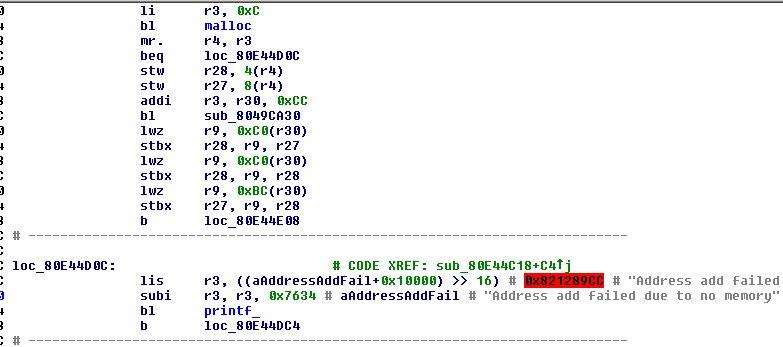 0 li r3, 0xC
4 bl malloc
8 mr. r4, r3
C beq loc_80E44D0C
0 stw r28, 4(r4)
4 stw r27, 8(r4)
8 addi r3, r30, 0xCC
C bl sub_8049CA30
0 lwz r9, 0xC0(r30)
4 stbx r28, r9, r27
8 lwz r9, 0xC0(r30)
C stbx r28, r9, r28
0 lwz r9, 0xBC(r30)
4 stbx r27, r9, r28
8 b loc_80E44E08
C # ---------------------------------------------------------------------------
C
C loc_80E44D0C: # CODE XREF: sub_80E44C18+C4↑j
C lis r3, ((aAddressAddFail+0x10000) >> 16) # 0x821289CC # "Address add failed
0 subi r3, r3, 0x7634 # aAddressAddFail # "Address add failed due to no memory"
4 bl printf_
8 b loc_80E44DC4
C # ---------------------------------------------------------------------------